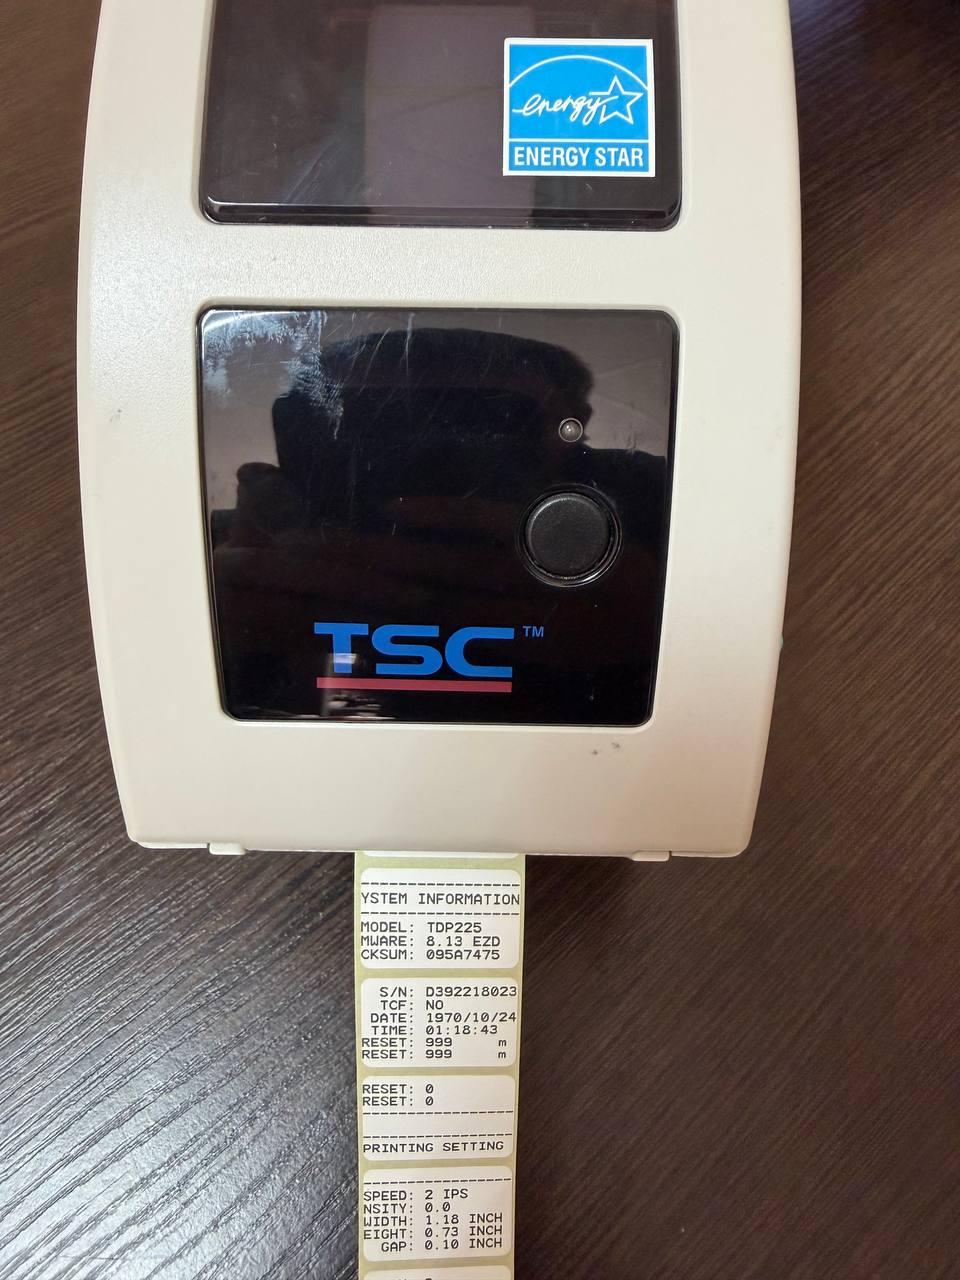 energy
ENERGY STAR
TSC™
YSTEM INFORMATION
MODEL: TDP225
MWARE: 8.13 EZD
CKSUM: 095A7475
S/N: D392218023
TCF: NO
DATE: 1970/10/24
TIME: 01:18:43
RESET: 999 m
RESET: 999 m
RESET: 0
RESET: 0
PRINTING SETTING
SPEED: 2 IPS
NSITY: 0.0
WIDTH: 1.18 INCH
EIGHT: 0.73 INCH
GAP: 0.10 INCH